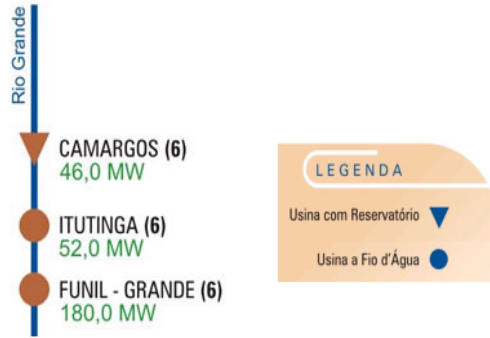 Rio Grande
CAMARGOS (6)
46,0 MW
ITUTINGA (6)
52,0 MW
FUNIL - GRANDE (6)
180,0 MW
LEGENDA
Usina com Reservatório
Usina a Fio d'Água